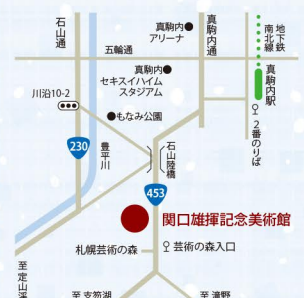 石山通
真駒内
アリーナ
真駒内通
地下鉄
南北線
五輪通
真駒内
セキスイハイム
スタジアム
真駒内駅
川沿10-2
もなみ公園
2番のりば
230
豊平川
石山陸橋
453
関口雄揮記念美術館
札幌芸術の森
芸術の森入口
至定山渓
至支笏湖
至滝野